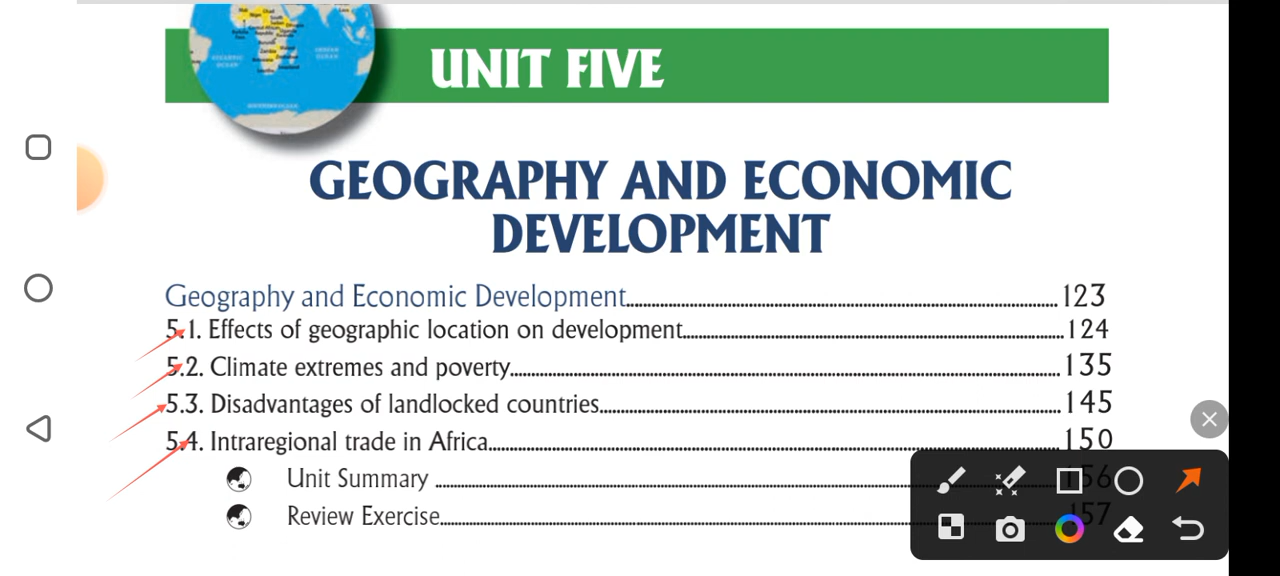 UNIT FIVE
GEOGRAPHY AND ECONOMIC
DEVELOPMENT
Geography and Economic Development 123
5.1. Effects of geographic location on development 124
5.2. Climate extremes and poverty 135
5.3. Disadvantages of landlocked countries 145
5.4. Intraregional trade in Africa 150
Unit Summary 156
Review Exercise 157